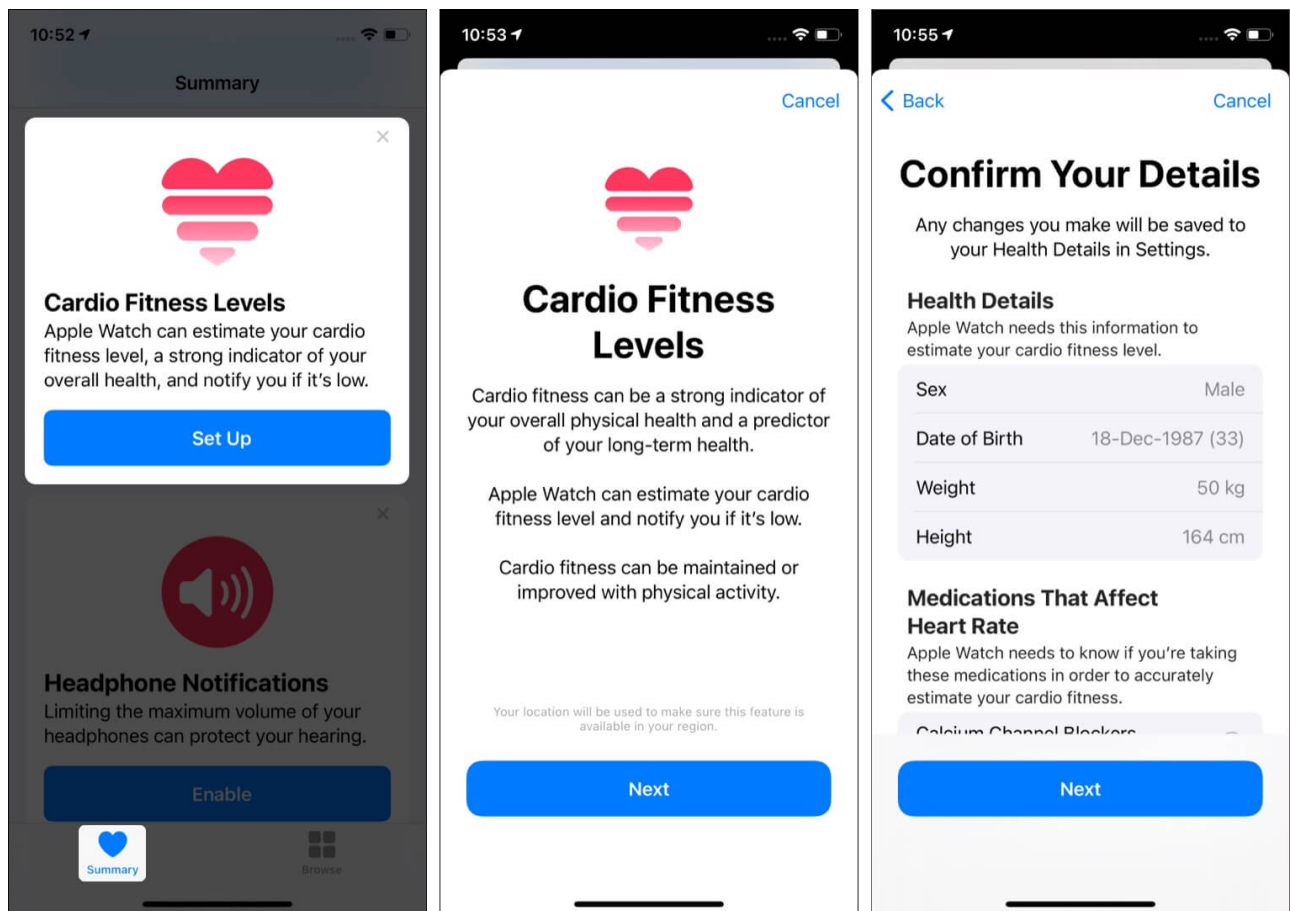 10:52
Summary
Cardio Fitness Levels
Apple Watch can estimate your cardio
fitness level, a strong indicator of your
overall health, and notify you if it's low.
Set Up
Headphone Notifications
Limiting the maximum volume of your
headphones can protect your hearing.
Enable
Summary
Browse
10:53
Cancel
Cardio Fitness
Levels
Cardio fitness can be a strong indicator of
your overall physical health and a predictor
of your long-term health.
Apple Watch can estimate your cardio
fitness level and notify you if it's low.
Cardio fitness can be maintained or
improved with physical activity.
Your location will be used to make sure this feature is
available in your region.
Next
10:55
Back
Cancel
Confirm Your Details
Any changes you make will be saved to
your Health Details in Settings.
Health Details
Apple Watch needs this information to
estimate your cardio fitness level.
Sex Male
Date of Birth 18-Dec-1987 (33)
Weight 50 kg
Height 164 cm
Medications That Affect
Heart Rate
Apple Watch needs to know if you're taking
these medications in order to accurately
estimate your cardio fitness.
Calcium Channel Blockers
Next